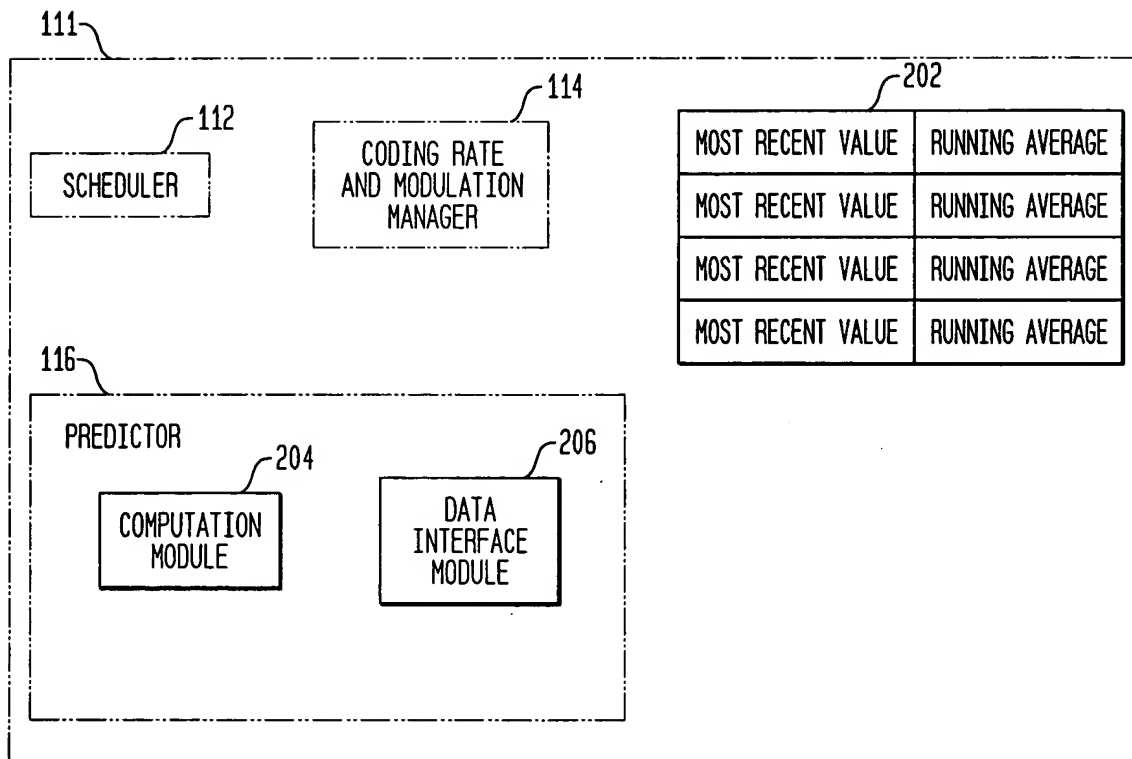 111
112
SCHEDULER
114
CODING RATE
AND MODULATION
MANAGER
202
MOST RECENT VALUE RUNNING AVERAGE
MOST RECENT VALUE RUNNING AVERAGE
MOST RECENT VALUE RUNNING AVERAGE
MOST RECENT VALUE RUNNING AVERAGE
116
PREDICTOR
204
COMPUTATION
MODULE
206
DATA
INTERFACE
MODULE